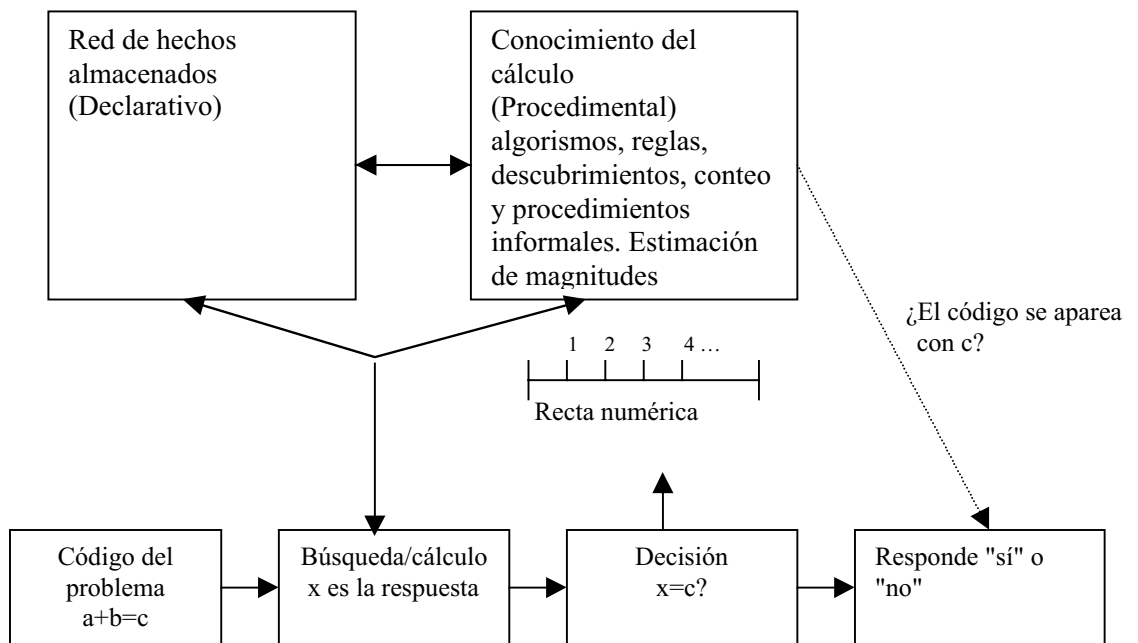 Red de hechos
almacenados
(Declarativo)
Conocimiento del
cálculo
(Procedimental)
algorismos, reglas,
descubrimientos, conteo
y procedimientos
informales. Estimación
de magnitudes
¿El código se aparea
con c?
1 2 3 4 ...
Recta numérica
Código del
problema
a+b=c
Búsqueda/cálculo
x es la respuesta
Decisión
x=c?
Responde "sí" o
"no"